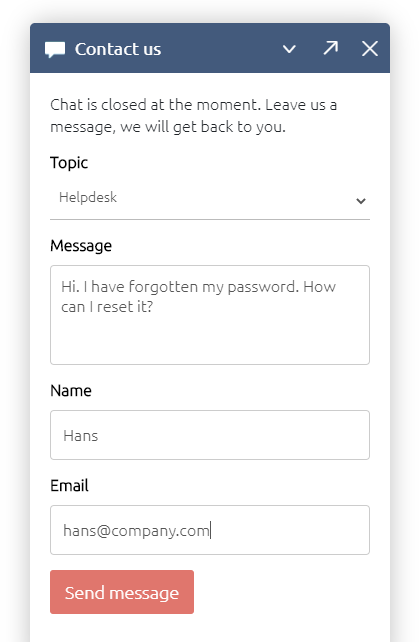 Contact us
Chat is closed at the moment. Leave us a
message, we will get back to you.
Topic
Helpdesk
Message
Hi. I have forgotten my password. How
can I reset it?
Name
Hans
Email
hans@company.com
Send message